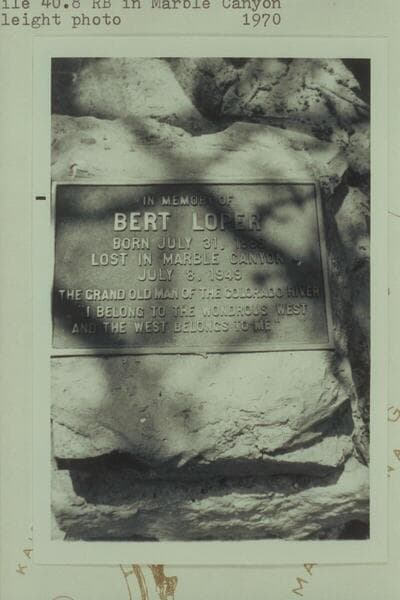 ile 40.8 RB in Marble Canyon
leight photo 1970
IN MEMORY OF
BERT LOPER
BORN JULY 31,
LOST IN MARBLE CANYON
JULY 8, 1949
THE GRAND OLD MAN OF THE COLORADO RIVER
"I BELONG TO THE WONDROUS WEST
AND THE WEST BELONGS TO ME"